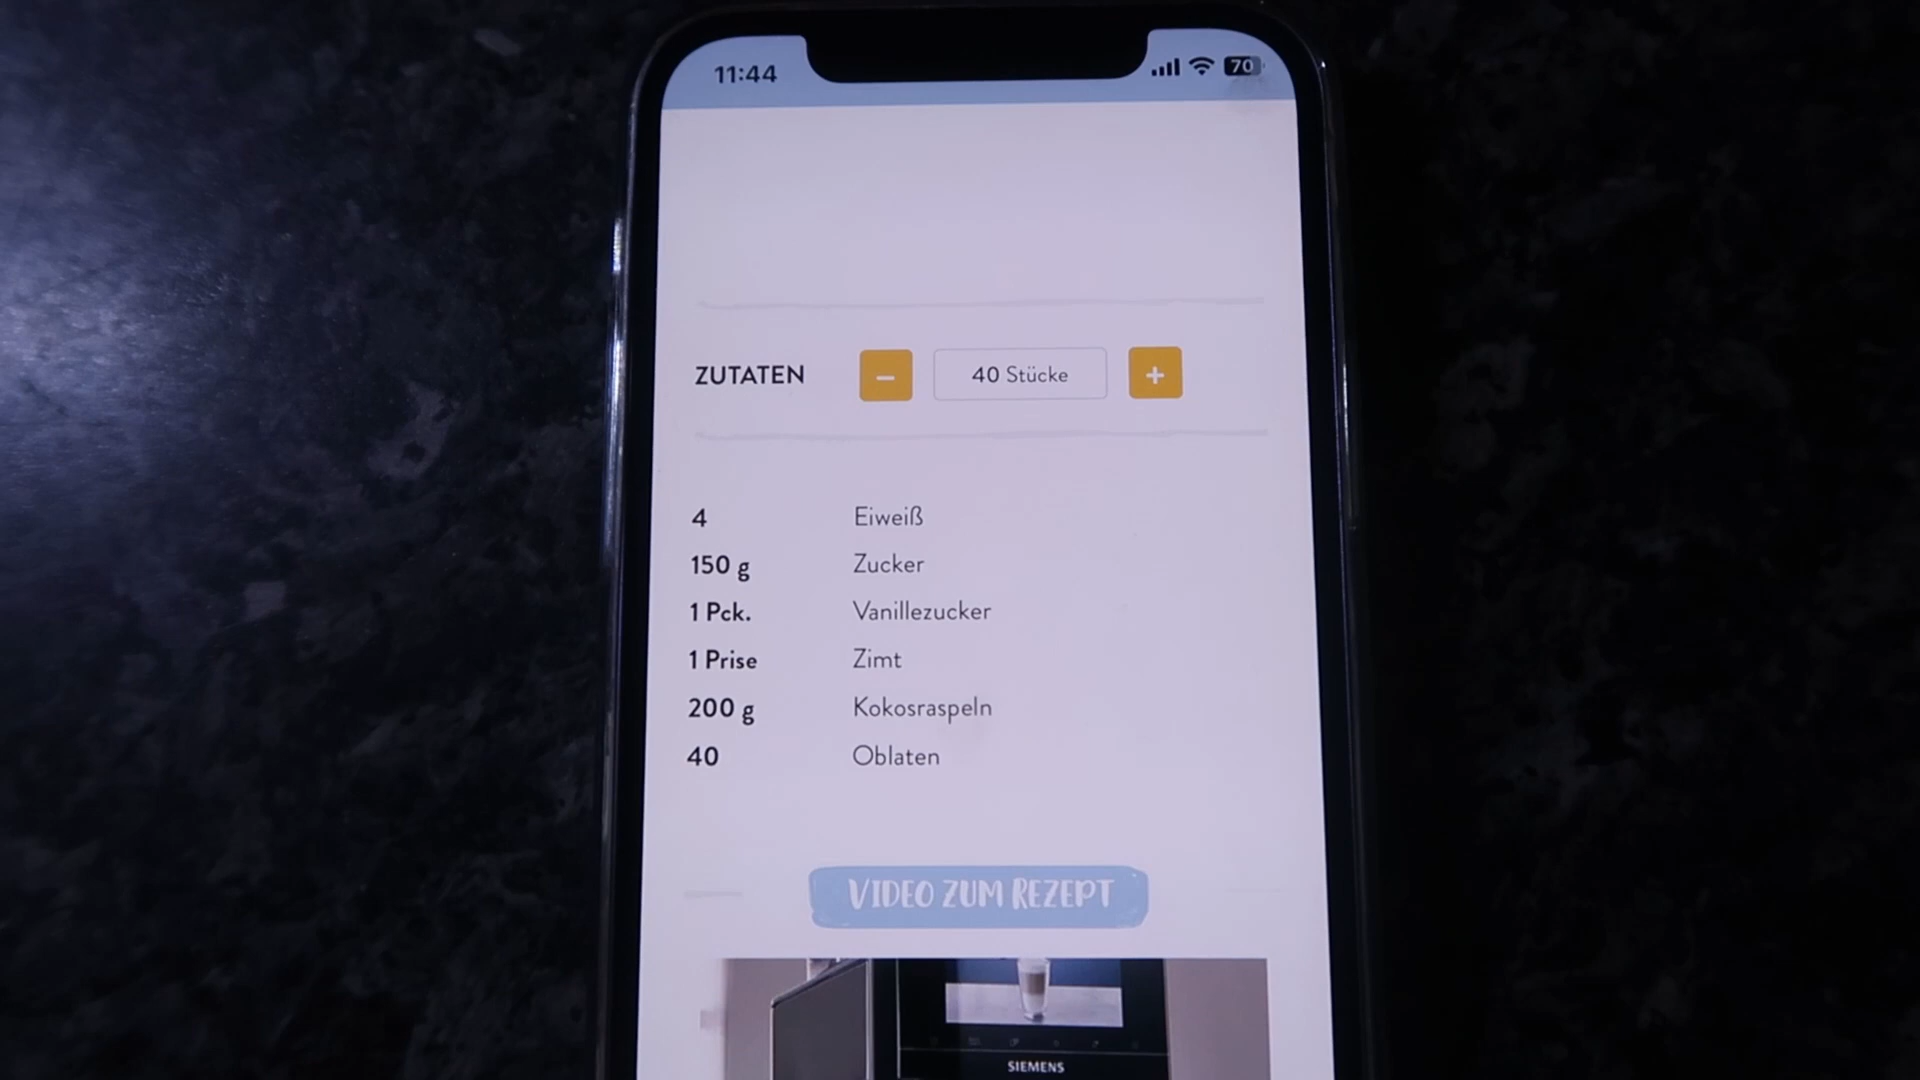 11:44 70
ZUTATEN − 40 Stücke +
4 Eiweiß
150 g Zucker
1 Pck. Vanillezucker
1 Prise Zimt
200 g Kokosraspeln
40 Oblaten
VIDEO ZUM REZEPT
SIEMENS